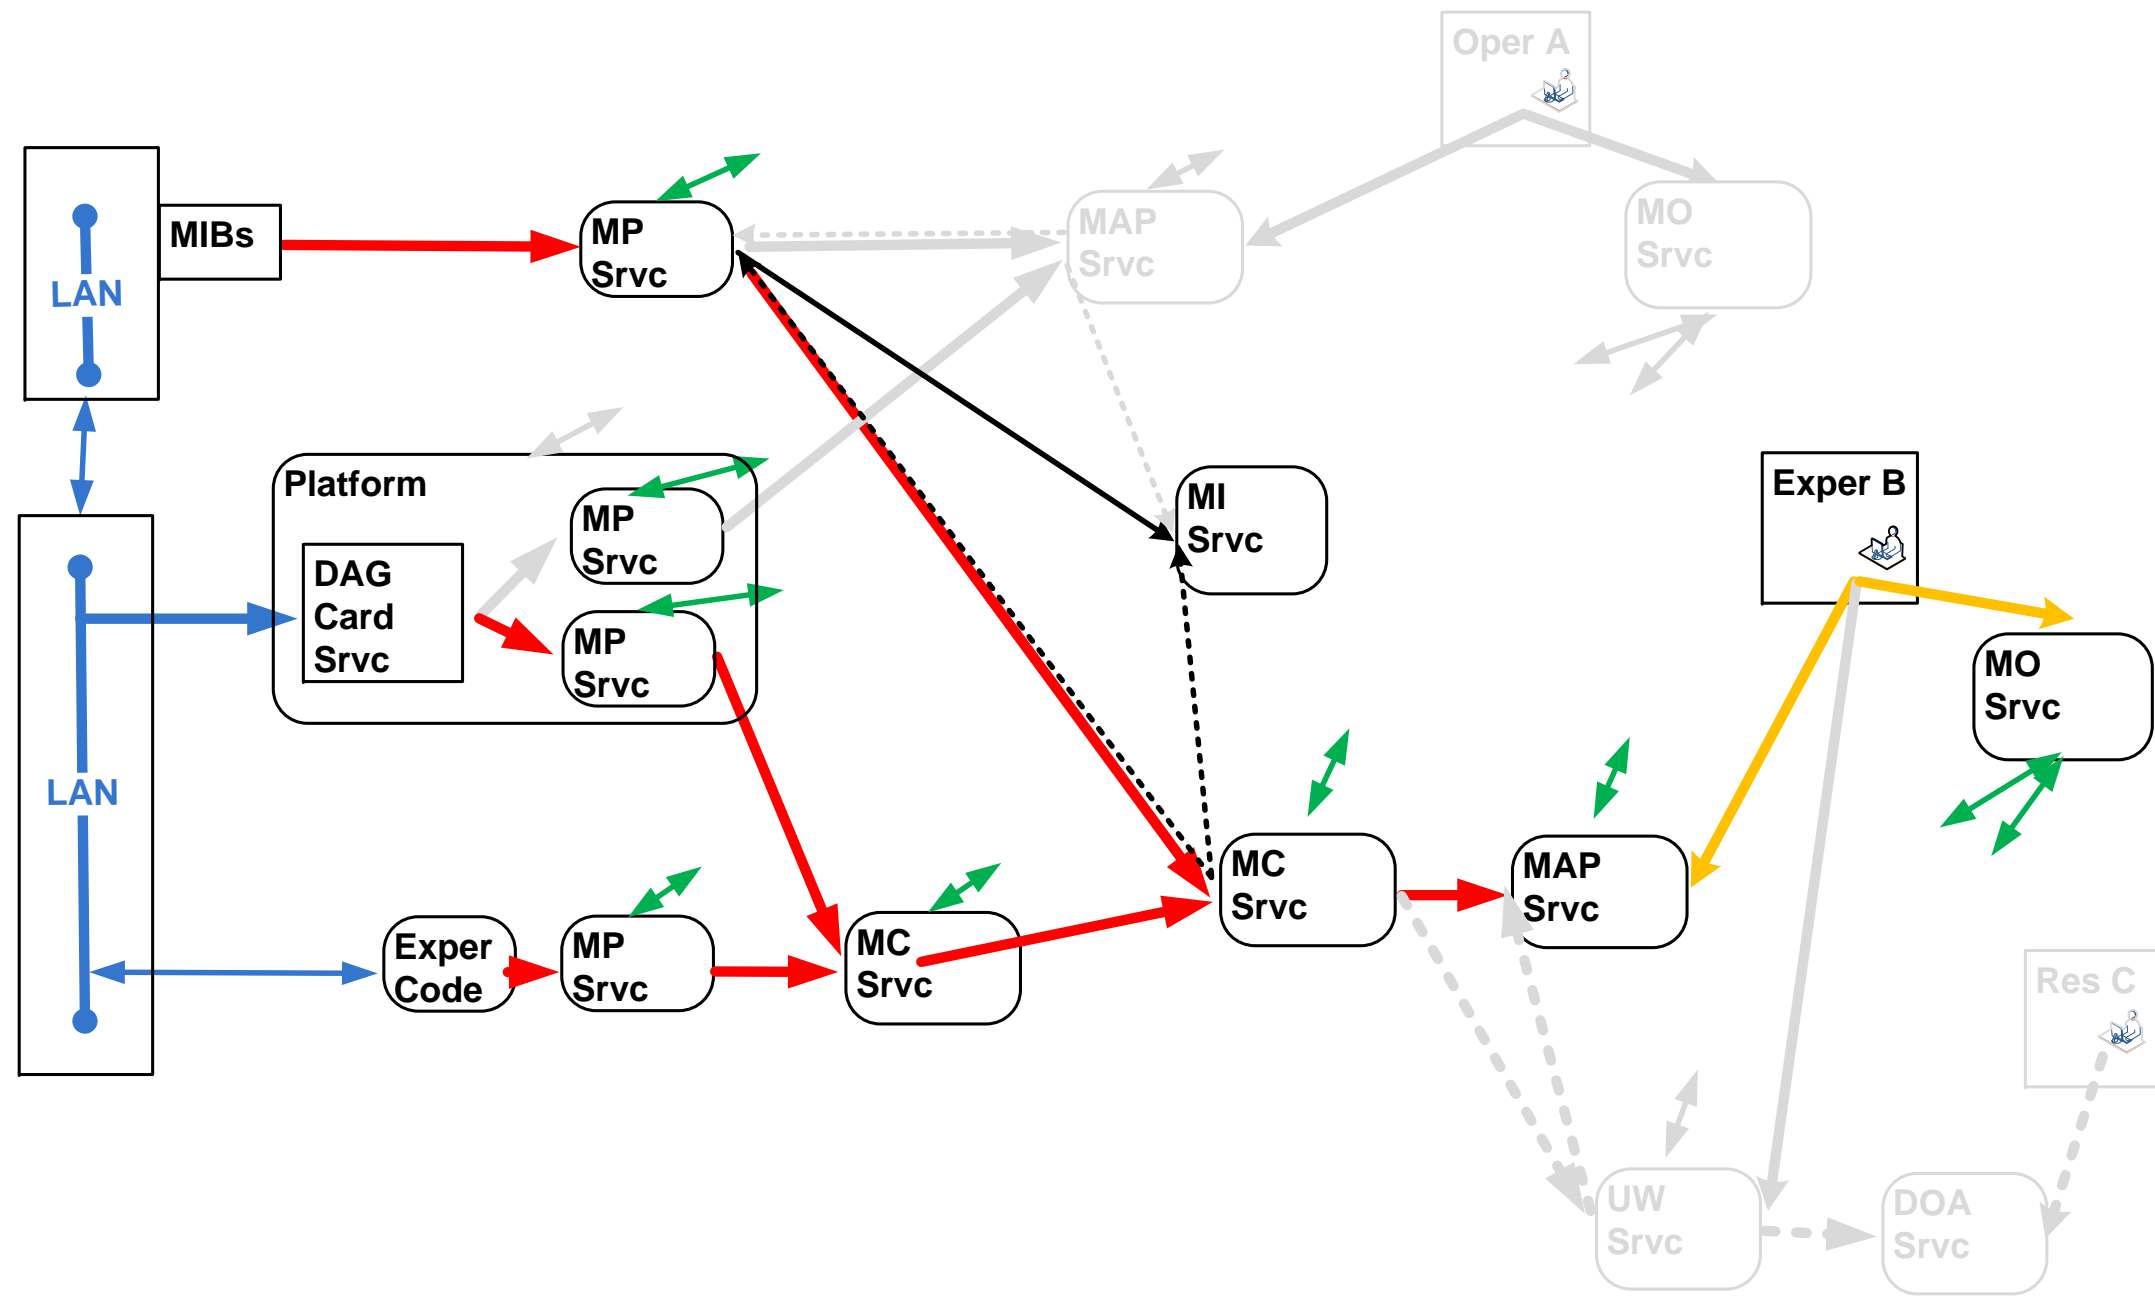 Oper A
MIBs
MP
Srvc
MAP
Srvc
MO
Srvc
LAN
Platform
MP
Srvc
DAG
Card
Srvc
MP
Srvc
MI
Srvc
Exper B
MO
Srvc
LAN
MC
Srvc
MAP
Srvc
Exper
Code
MP
Srvc
MC
Srvc
Res C
UW
Srvc
DOA
Srvc